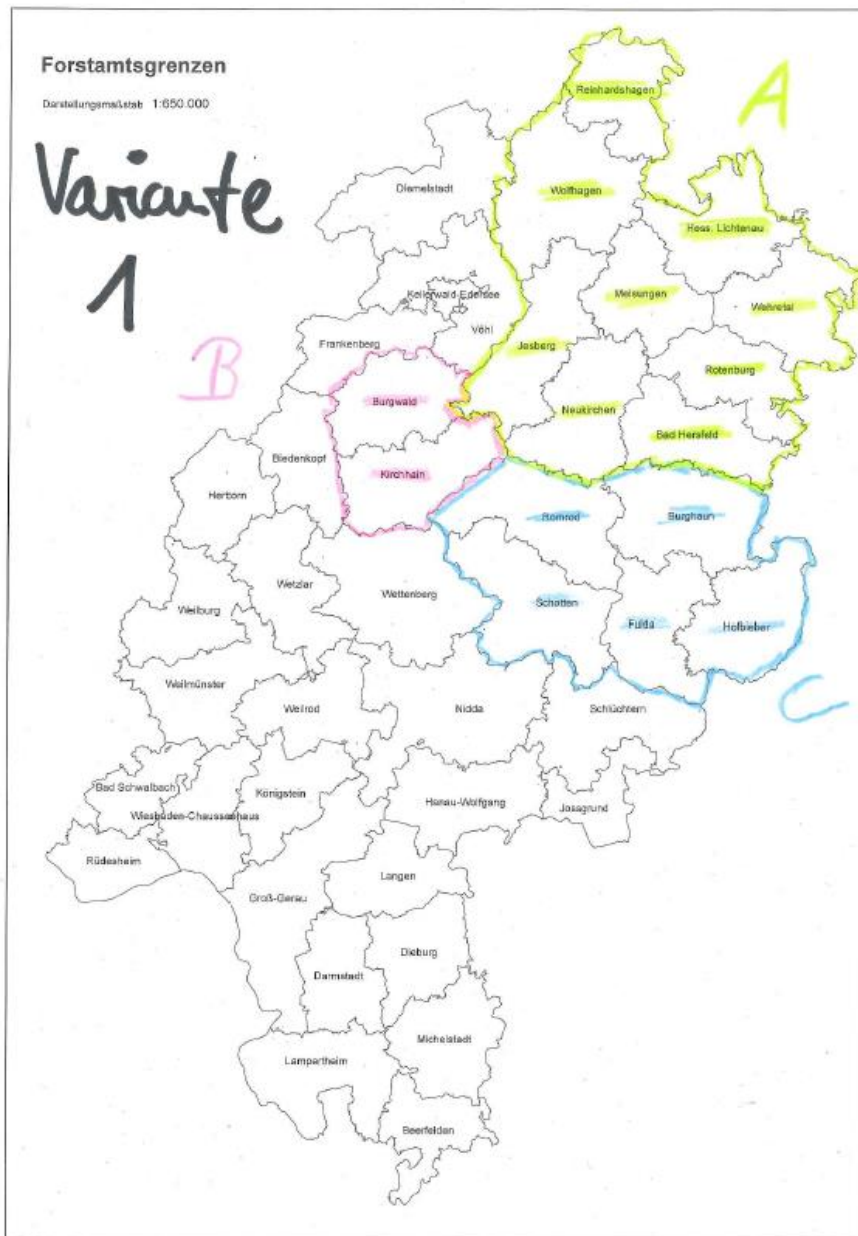 Forstamtsgrenzen
Darstellungsmaßstab 1:650.000
Variante
1
A
Reinhardshagen
Wolfhagen
Diemelstadt
Hess. Lichtenau
Melsungen
Kellerwald-Edersee
Wehretal
Vöhl
Frankenberg
Jesberg
B
Rotenburg
Burgwald
Neukirchen
Bad Hersfeld
Biedenkopf
Kirchhain
Herborn
Romrod
Burghaun
Wetzlar
Wettenberg
Schotten
Weilburg
Fulda
Hofbieber
Weilmünster
C
Weilrod
Nidda
Schlüchtern
Bad Schwalbach
Königstein
Hanau-Wolfgang
Jossgrund
Wiesbaden-Chausseehaus
Rüdesheim
Langen
Groß-Gerau
Dieburg
Darmstadt
Michelstadt
Lampertheim
Beerfelden